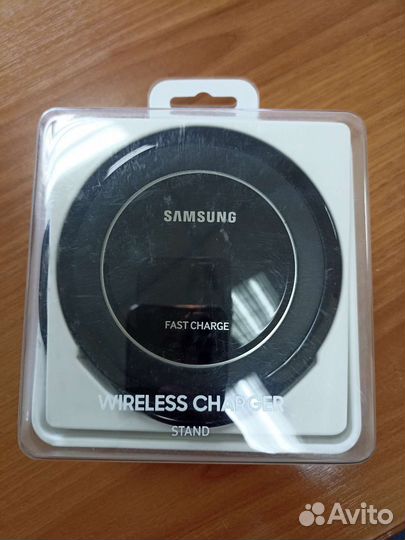 SAMSUNG
FAST CHARGE
WIRELESS CHARGER
STAND
Avito